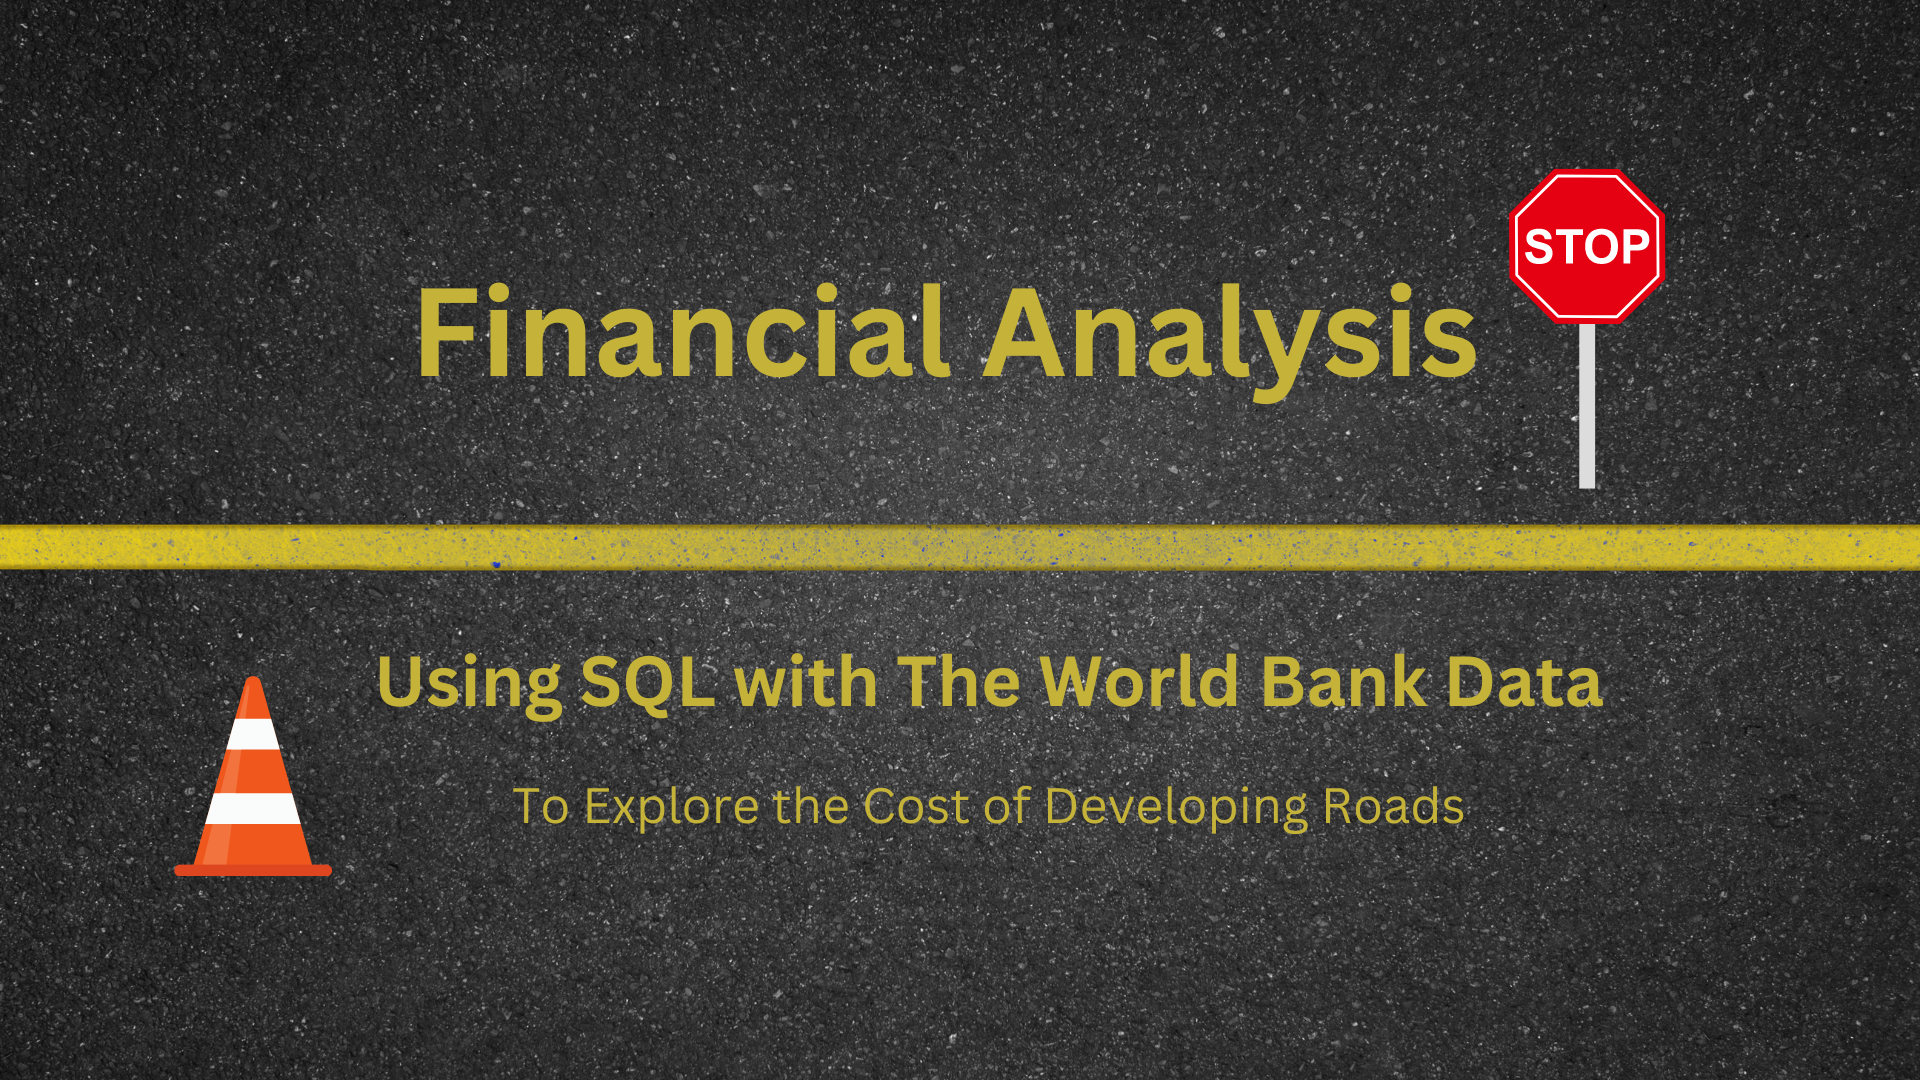 STOP
Financial Analysis
Using SQL with The World Bank Data
To Explore the Cost of Developing Roads